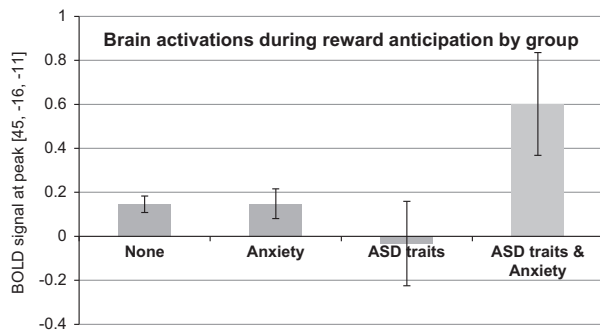 Brain activations during reward anticipation by group
BOLD signal at peak [45, -16, -11]
1
0.8
0.6
0.4
0.2
0
-0.2
-0.4
None
Anxiety
ASD traits
ASD traits &
Anxiety